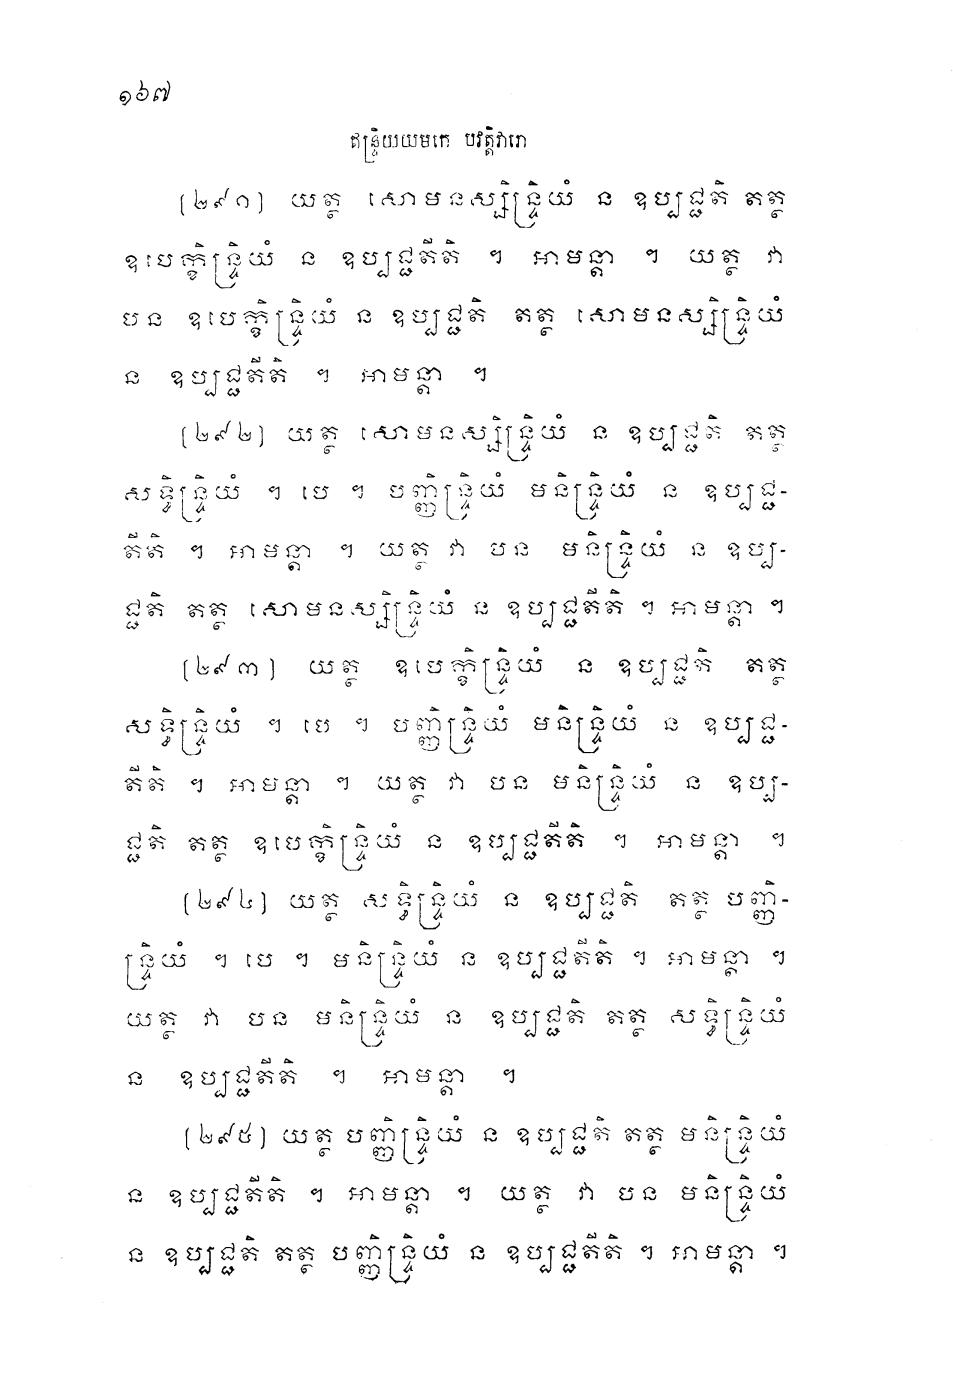 ១៦៧
ឥន្ទ្រិយយមកេ បវត្តិវារោ
(២៩១) យត្ថ សោមនស្សិន្ទ្រិយំ ន ឧប្បជ្ជតិ តត្ថ
ឧបេក្ខិន្ទ្រិយំ ន ឧប្បជ្ជតីតិ ។ អាមន្តា ។ យត្ថ វា
បន ឧបេក្ខិន្ទ្រិយំ ន ឧប្បជ្ជតិ តត្ថ សោមនស្សិន្ទ្រិយំ
ន ឧប្បជ្ជតីតិ ។ អាមន្តា ។
(២៩២) យត្ថ សោមនស្សិន្ទ្រិយំ ន ឧប្បជ្ជតិ តត្ថ
សទ្ធិន្ទ្រិយំ ។ បេ ។ បញ្ញិន្ទ្រិយំ មនិន្ទ្រិយំ ន ឧប្បជ្ជ-
តីតិ ។ អាមន្តា ។ យត្ថ វា បន មនិន្ទ្រិយំ ន ឧប្ប-
ជ្ជតិ តត្ថ សោមនស្សិន្ទ្រិយំ ន ឧប្បជ្ជតីតិ ។ អាមន្តា ។
(២៩៣) យត្ថ ឧបេក្ខិន្ទ្រិយំ ន ឧប្បជ្ជតិ តត្ថ
សទ្ធិន្ទ្រិយំ ។ បេ ។ បញ្ញិន្ទ្រិយំ មនិន្ទ្រិយំ ន ឧប្បជ្ជ-
តីតិ ។ អាមន្តា ។ យត្ថ វា បន មនិន្ទ្រិយំ ន ឧប្ប-
ជ្ជតិ តត្ថ ឧបេក្ខិន្ទ្រិយំ ន ឧប្បជ្ជតីតិ ។ អាមន្តា ។
(២៩៤) យត្ថ សទ្ធិន្ទ្រិយំ ន ឧប្បជ្ជតិ តត្ថ បញ្ញិ-
ន្ទ្រិយំ ។ បេ ។ មនិន្ទ្រិយំ ន ឧប្បជ្ជតីតិ ។ អាមន្តា ។
យត្ថ វា បន មនិន្ទ្រិយំ ន ឧប្បជ្ជតិ តត្ថ សទ្ធិន្ទ្រិយំ
ន ឧប្បជ្ជតីតិ ។ អាមន្តា ។
(២៩៥) យត្ថ បញ្ញិន្ទ្រិយំ ន ឧប្បជ្ជតិ តត្ថ មនិន្ទ្រិយំ
ន ឧប្បជ្ជតីតិ ។ អាមន្តា ។ យត្ថ វា បន មនិន្ទ្រិយំ
ន ឧប្បជ្ជតិ តត្ថ បញ្ញិន្ទ្រិយំ ន ឧប្បជ្ជតីតិ ។ អាមន្តា ។